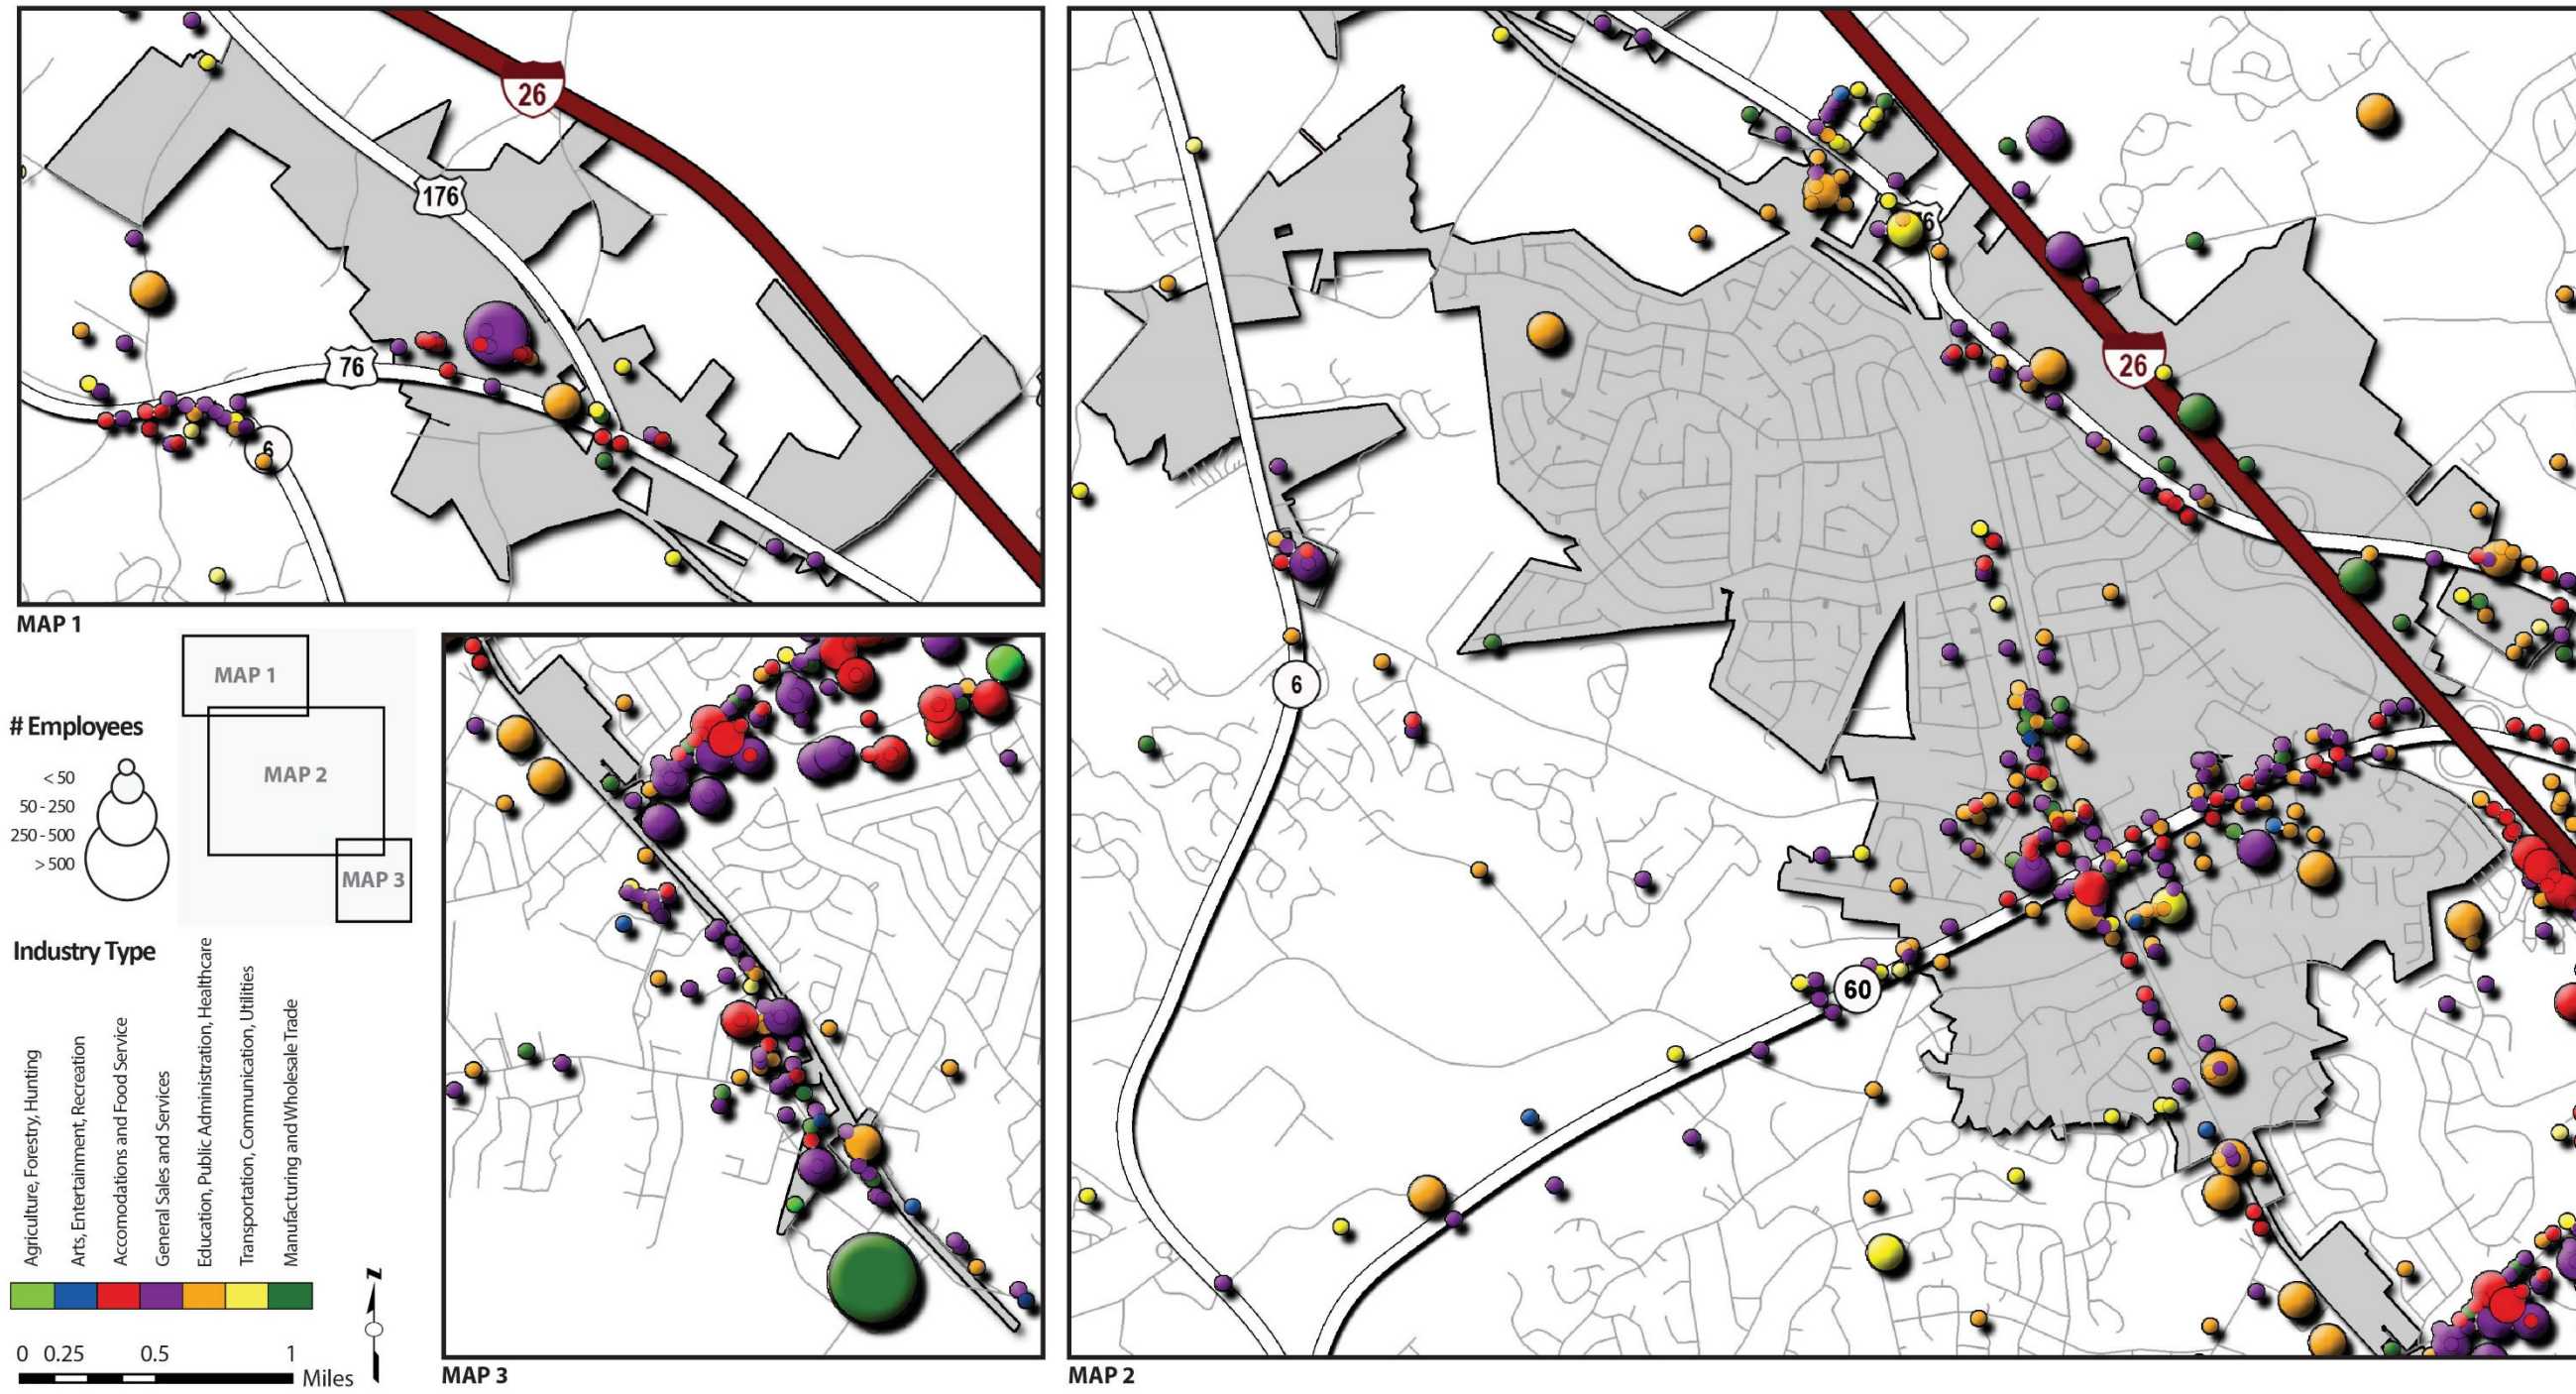 26
176
76
6
MAP 1
MAP 1
MAP 2
MAP 3
# Employees
< 50
50 - 250
250 - 500
> 500
Industry Type
Agriculture, Forestry, Hunting
Arts, Entertainment, Recreation
Accomodations and Food Service
General Sales and Services
Education, Public Administration, Healthcare
Transportation, Communication, Utilities
Manufacturing and Wholesale Trade
N
0 0.25 0.5 1
Miles
MAP 3
26
6
60
MAP 2